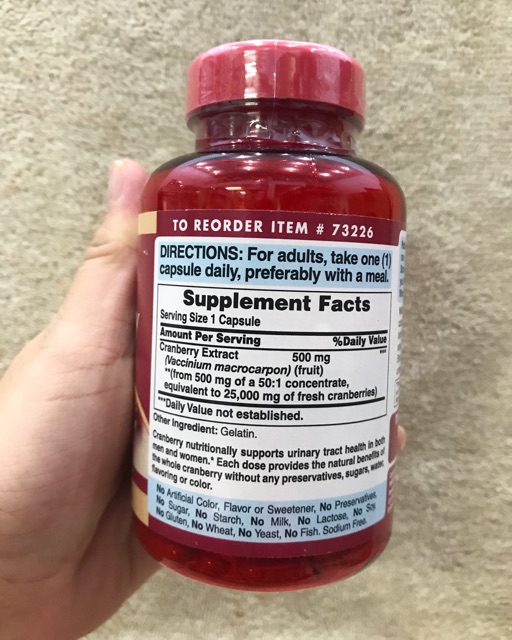 TO REORDER ITEM # 73226
DIRECTIONS: For adults, take one (1)
capsule daily, preferably with a meal.
Supplement Facts
Serving Size 1 Capsule
Amount Per Serving %Daily Value
Cranberry Extract 500 mg ***
(Vaccinium macrocarpon) (fruit)
**(from 500 mg of a 50:1 concentrate,
equivalent to 25,000 mg of fresh cranberries)
***Daily Value not established.
Other Ingredient: Gelatin.
Cranberry nutritionally supports urinary tract health in both
men and women.* Each dose provides the natural benefits of
the whole cranberry without any preservatives, sugars, water,
flavoring or color.
No Artificial Color, Flavor or Sweetener, No Preservatives,
No Sugar, No Starch, No Milk, No Lactose, No Soy,
No Gluten, No Wheat, No Yeast, No Fish. Sodium Free.